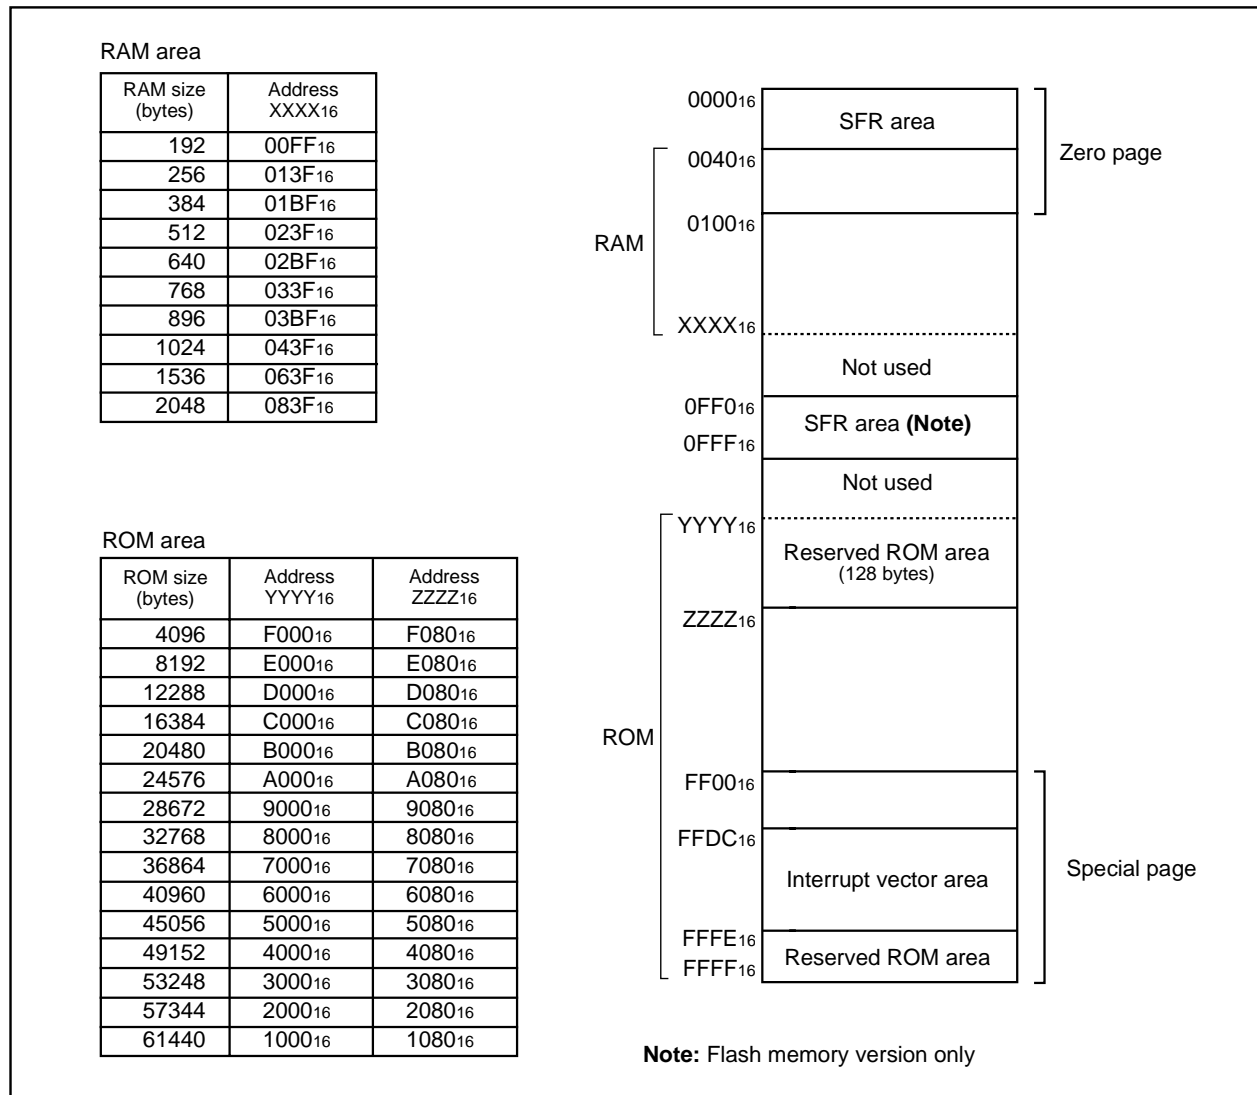 RAM area
RAM size (bytes) Address XXXX16
192 00FF16
256 013F16
384 01BF16
512 023F16
640 02BF16
768 033F16
896 03BF16
1024 043F16
1536 063F16
2048 083F16
ROM area
ROM size (bytes) Address YYYY16 Address ZZZZ16
4096 F00016 F08016
8192 E00016 E08016
12288 D00016 D08016
16384 C00016 C08016
20480 B00016 B08016
24576 A00016 A08016
28672 900016 908016
32768 800016 808016
36864 700016 708016
40960 600016 608016
45056 500016 508016
49152 400016 408016
53248 300016 308016
57344 200016 208016
61440 100016 108016
000016
SFR area
Zero page
004016
010016
RAM
XXXX16
Not used
0FF016
SFR area (Note)
0FFF16
Not used
YYYY16
Reserved ROM area
(128 bytes)
ZZZZ16
ROM
FF0016
FFDC16
Interrupt vector area
Special page
FFFE16
Reserved ROM area
FFFF16
Note: Flash memory version only